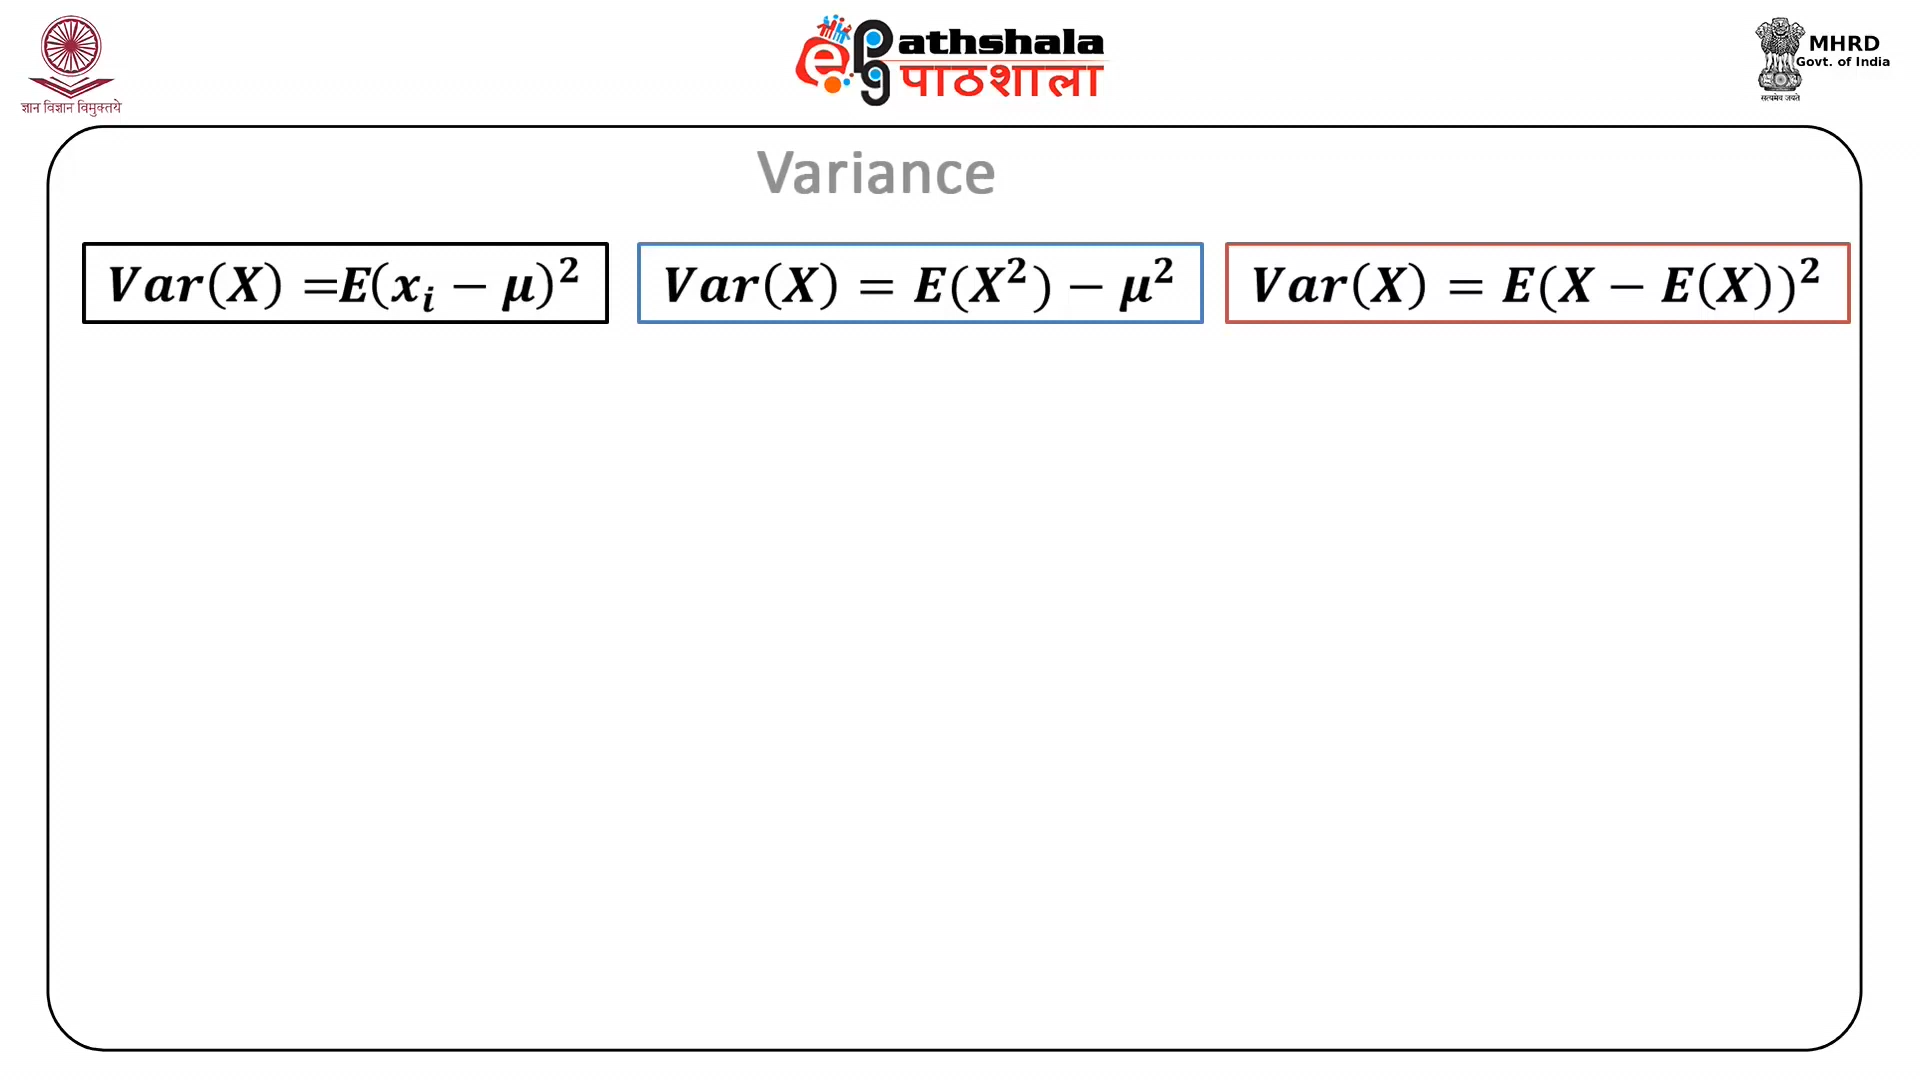 ज्ञान विज्ञान विमुक्तये
ePg Pathshala
पाठशाला
MHRD
Govt. of India
सत्यमेव जयते
Variance
Var(X) =E(xᵢ − μ)²
Var(X) = E(X²) − μ²
Var(X) = E(X − E(X))²